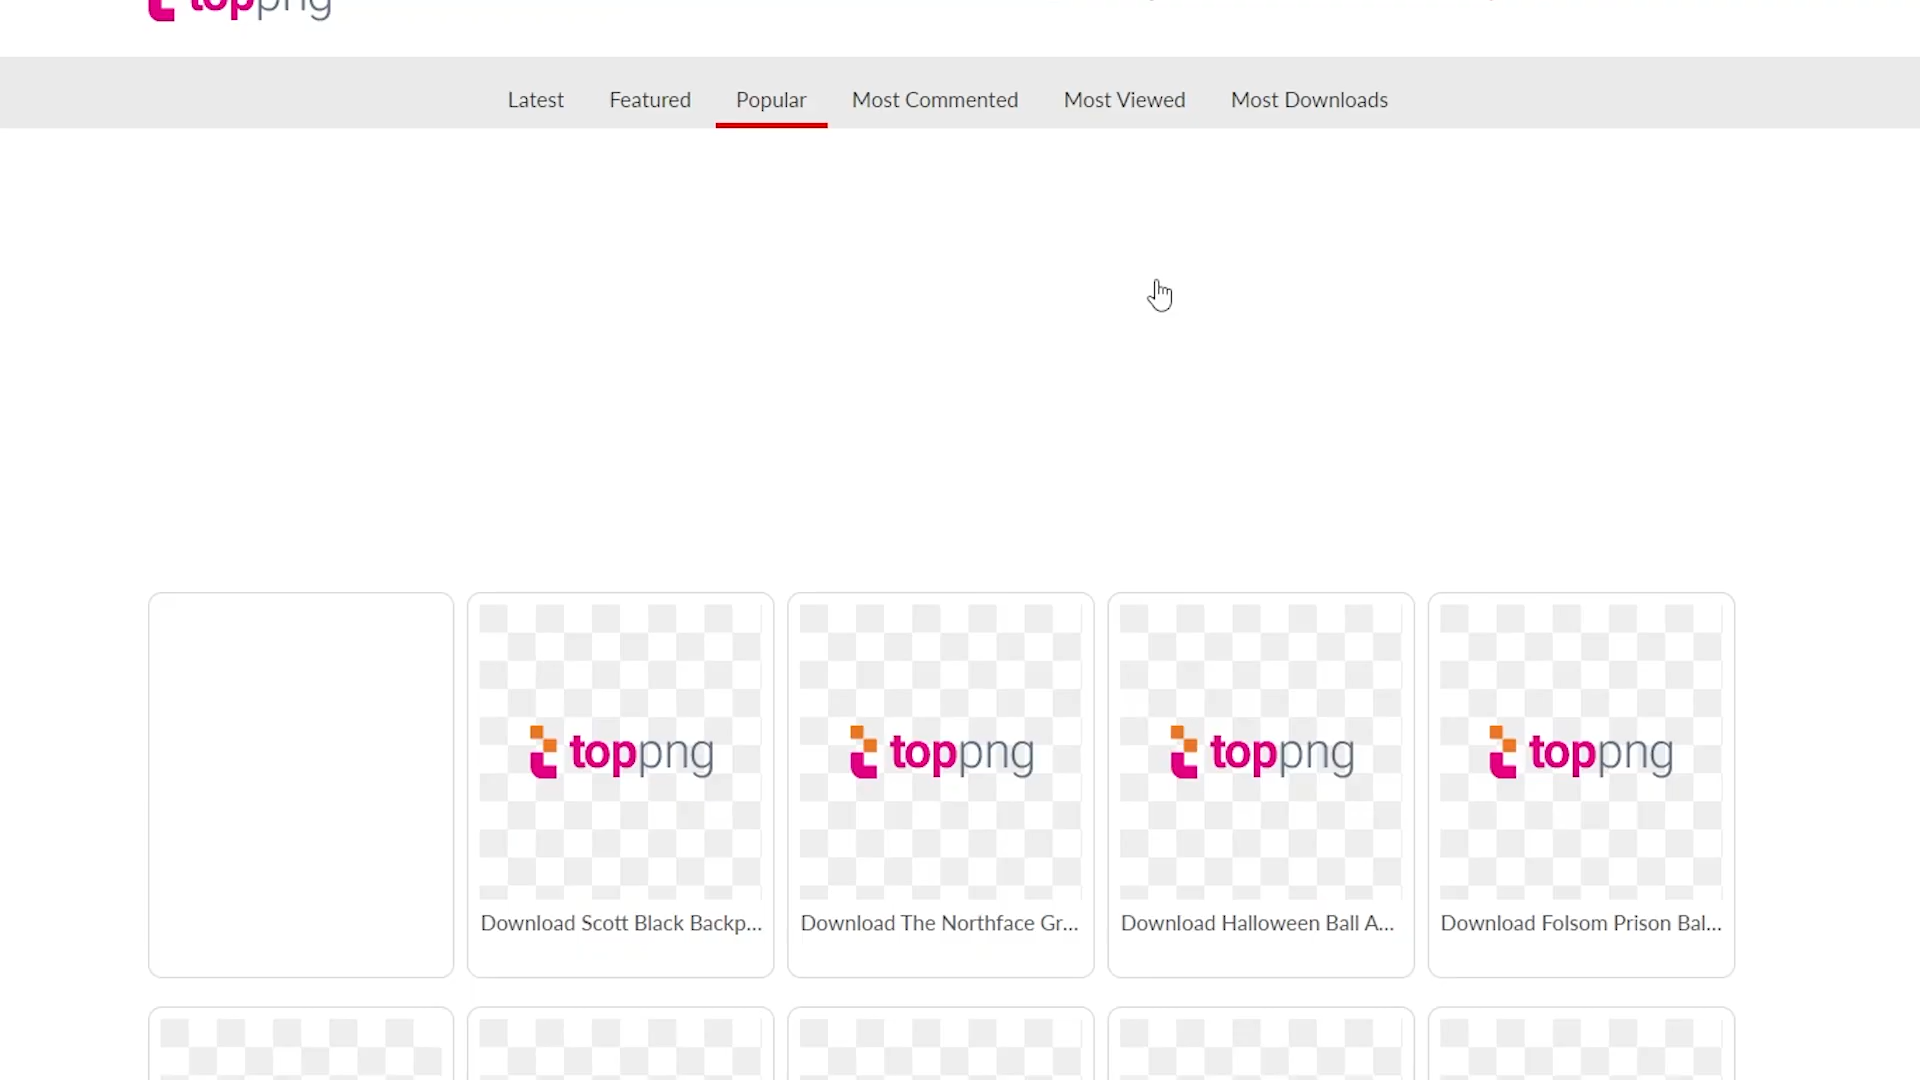 toppng
Latest Featured Popular Most Commented Most Viewed Most Downloads
toppng toppng toppng toppng
Download Scott Black Backp... Download The Northface Gr... Download Halloween Ball A... Download Folsom Prison Bal...